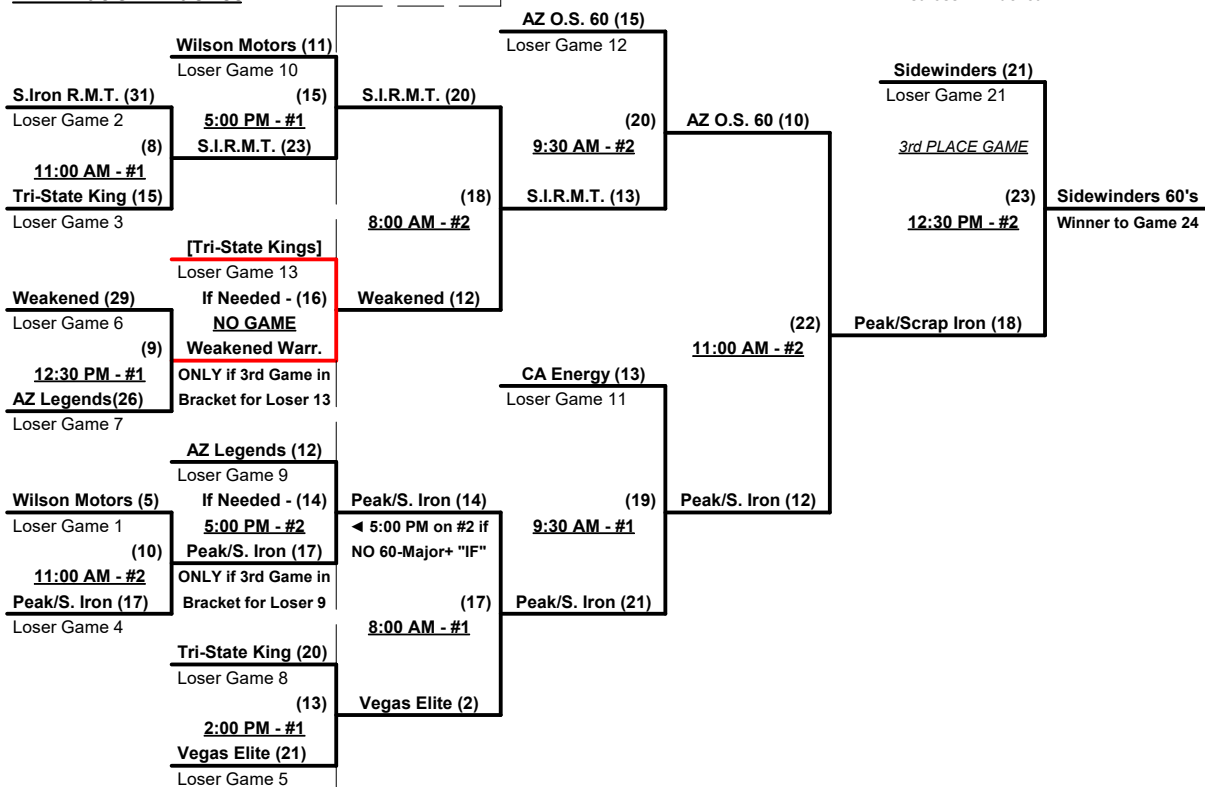 AZ O.S. 60 (15)
Wilson Motors (11)
Loser Game 12
Loser Game 10
Sidewinders (21)
S.Iron R.M.T. (31)
(15)
S.I.R.M.T. (20)
Loser Game 21
Loser Game 2
5:00 PM - #1
(20)
AZ O.S. 60 (10)
(8)
S.I.R.M.T. (23)
9:30 AM - #2
3rd PLACE GAME
11:00 AM - #1
Tri-State King (15)
(18)
S.I.R.M.T. (13)
(23)
Sidewinders 60's
Loser Game 3
8:00 AM - #2
12:30 PM - #2
Winner to Game 24
[Tri-State Kings]
Loser Game 13
Weakened (29)
If Needed - (16)
Weakened (12)
Loser Game 6
NO GAME
(22)
Peak/Scrap Iron (18)
(9)
Weakened Warr.
11:00 AM - #2
12:30 PM - #1
ONLY if 3rd Game in
CA Energy (13)
AZ Legends(26)
Bracket for Loser 13
Loser Game 11
Loser Game 7
AZ Legends (12)
Loser Game 9
Wilson Motors (5)
If Needed - (14)
Peak/S. Iron (14)
(19)
Peak/S. Iron (12)
Loser Game 1
5:00 PM - #2
◄ 5:00 PM on #2 if
9:30 AM - #1
(10)
Peak/S. Iron (17)
NO 60-Major+ "IF"
11:00 AM - #2
ONLY if 3rd Game in
Peak/S. Iron (17)
Bracket for Loser 9
(17)
Peak/S. Iron (21)
Loser Game 4
8:00 AM - #1
Tri-State King (20)
Loser Game 8
(13)
Vegas Elite (2)
2:00 PM - #1
Vegas Elite (21)
Loser Game 5